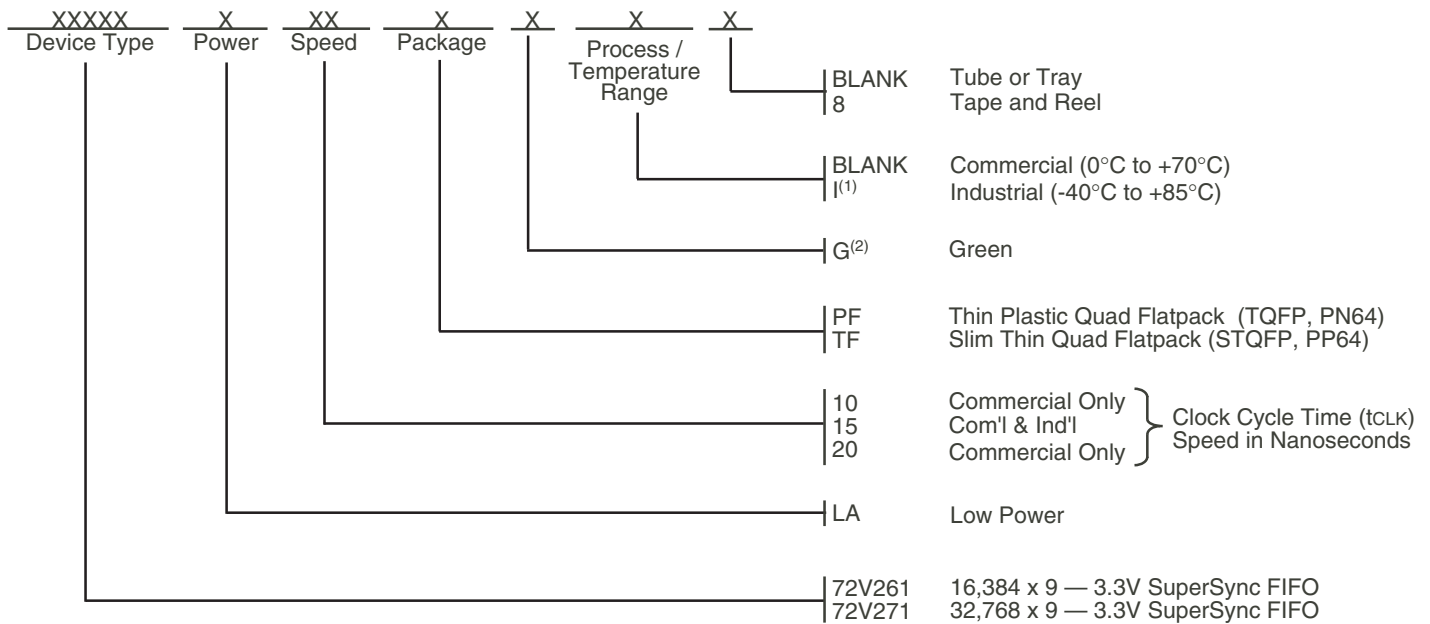 XXXXX X XX X X X X
Device Type Power Speed Package
Process /
Temperature
Range
BLANK Tube or Tray
8 Tape and Reel
BLANK Commercial (0°C to +70°C)
I(1) Industrial (-40°C to +85°C)
G(2) Green
PF Thin Plastic Quad Flatpack (TQFP, PN64)
TF Slim Thin Quad Flatpack (STQFP, PP64)
10 Commercial Only
15 Com'l & Ind'l
20 Commercial Only
Clock Cycle Time (tCLK)
Speed in Nanoseconds
LA Low Power
72V261 16,384 x 9 — 3.3V SuperSync FIFO
72V271 32,768 x 9 — 3.3V SuperSync FIFO